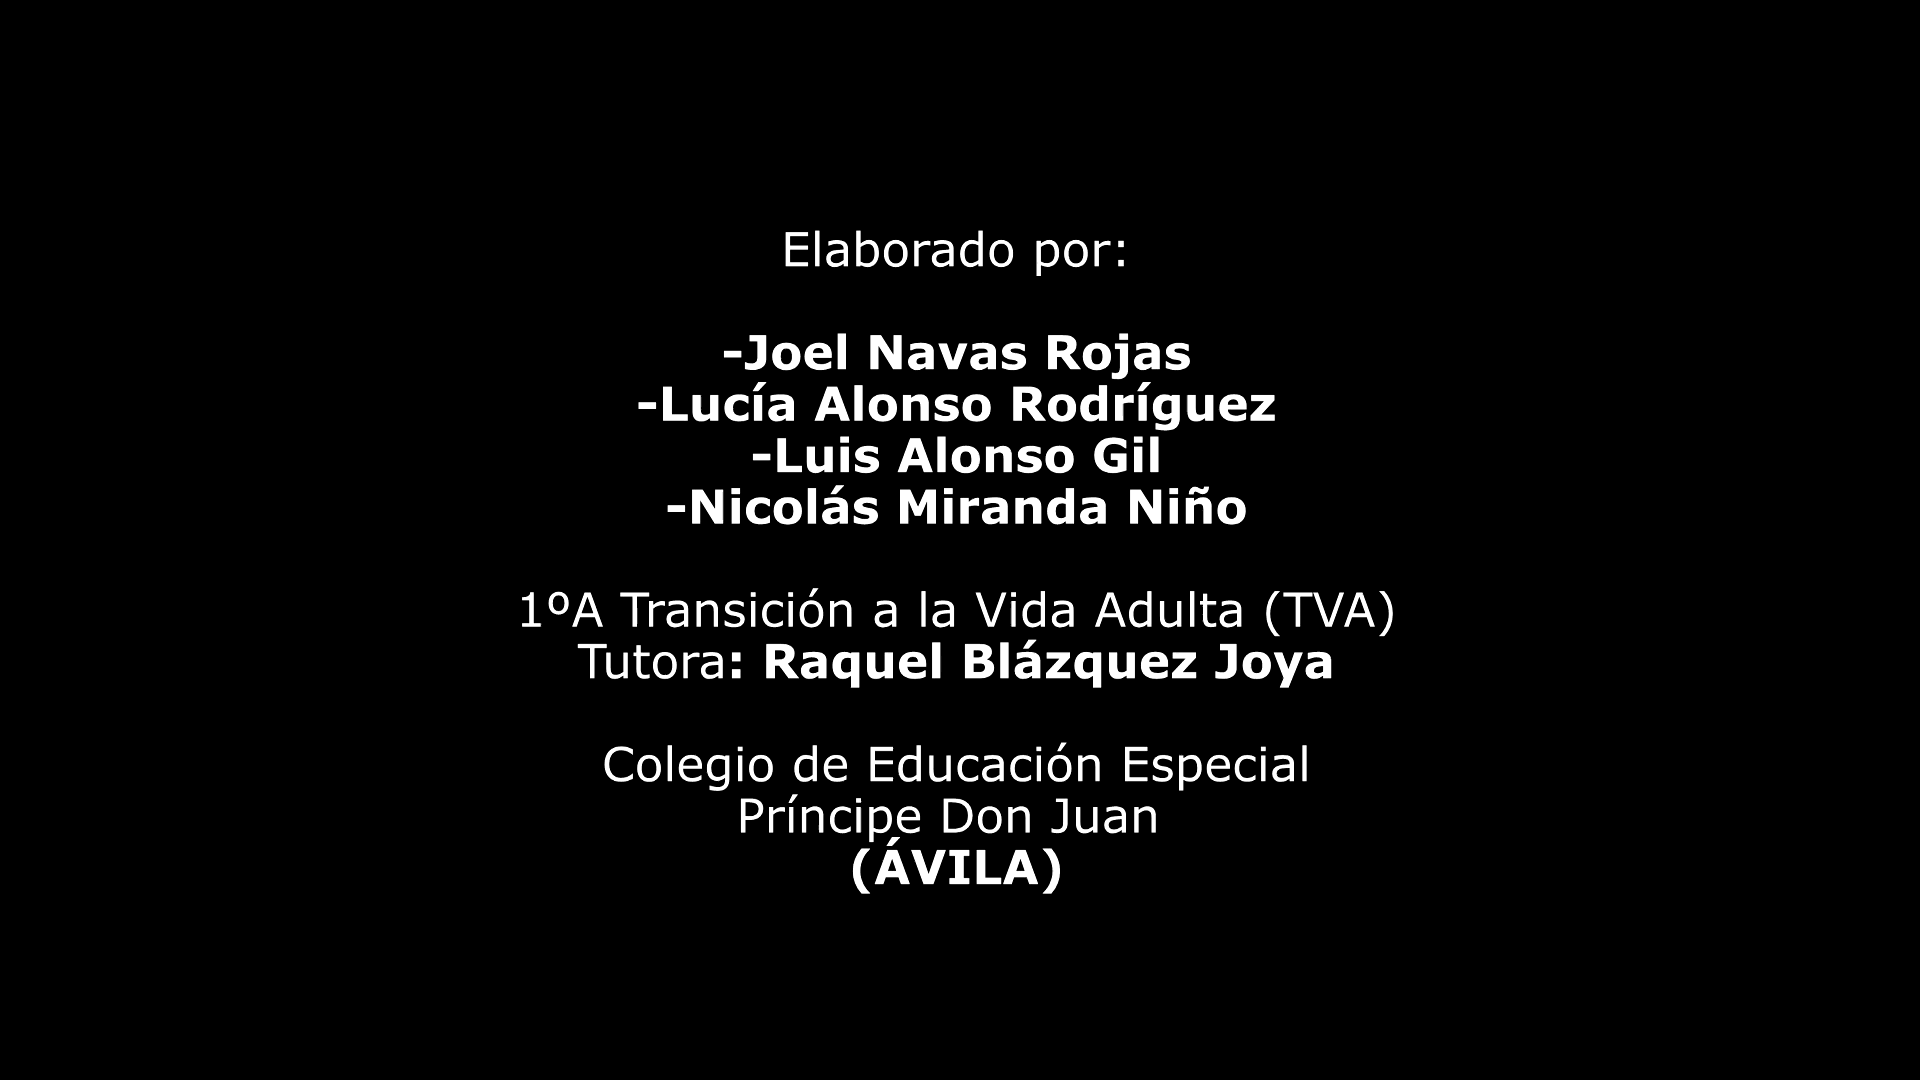 Elaborado por:
-Joel Navas Rojas
-Lucía Alonso Rodríguez
-Luis Alonso Gil
-Nicolás Miranda Niño
1ºA Transición a la Vida Adulta (TVA)
Tutora: Raquel Blázquez Joya
Colegio de Educación Especial
Príncipe Don Juan
(ÁVILA)